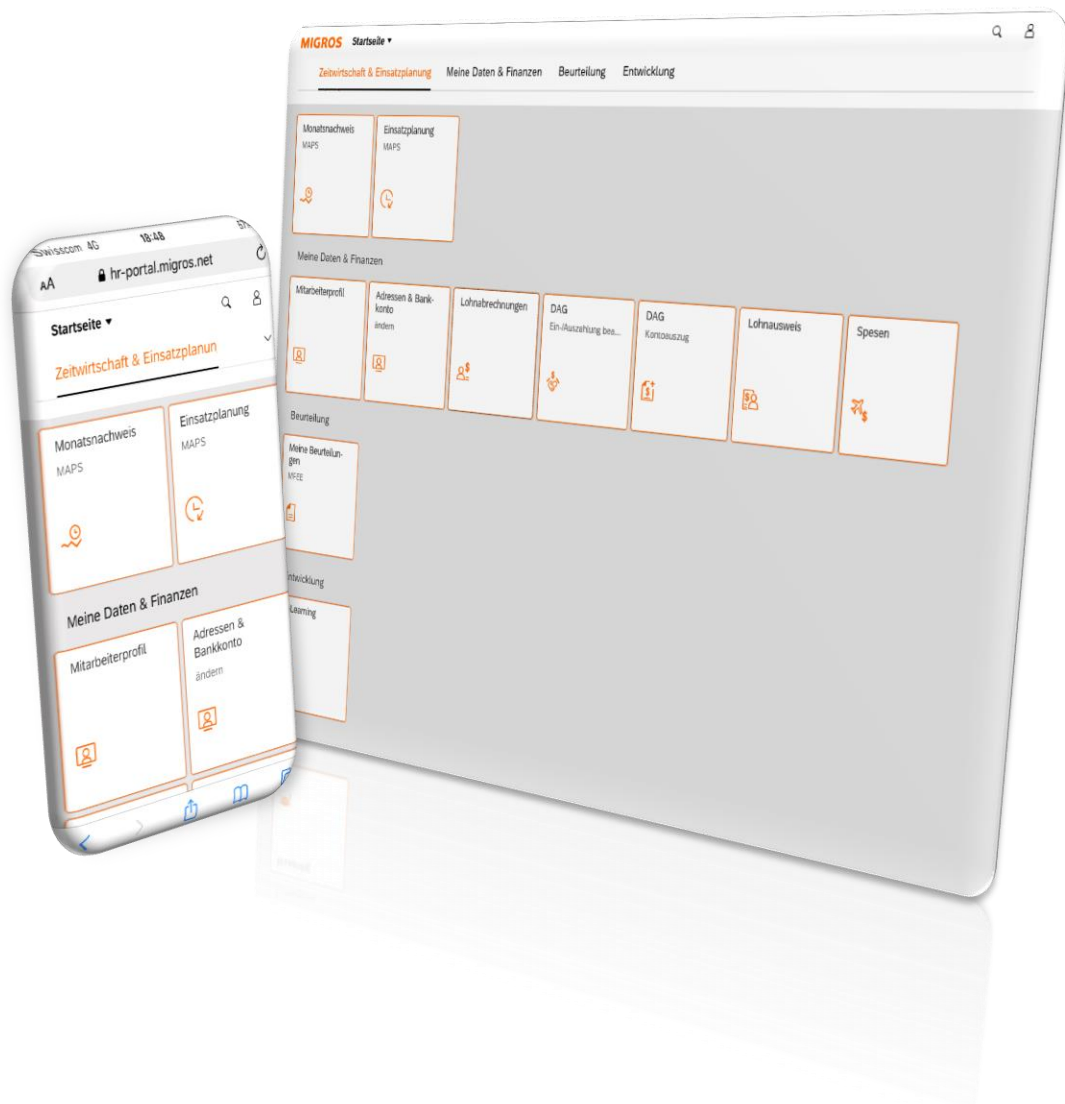 MIGROS Startseite ▾
Zeitwirtschaft & Einsatzplanung Meine Daten & Finanzen Beurteilung Entwicklung
Monatsnachweis
MAPS
Einsatzplanung
MAPS
Meine Daten & Finanzen
Mitarbeiterprofil
Adressen & Bank-
konto
ändern
Lohnabrechnungen
DAG
Ein-/Auszahlung bea...
DAG
Kontoauszug
Lohnausweis
Spesen
Beurteilung
Meine Beurteilun-
gen
MFEE
ntwicklung
-Learning
Swisscom 4G 18:48 57
AA hr-portal.migros.net
Startseite ▾
Zeitwirtschaft & Einsatzplanun
Monatsnachweis
MAPS
Einsatzplanung
MAPS
Meine Daten & Finanzen
Mitarbeiterprofil
Adressen &
Bankkonto
ändern